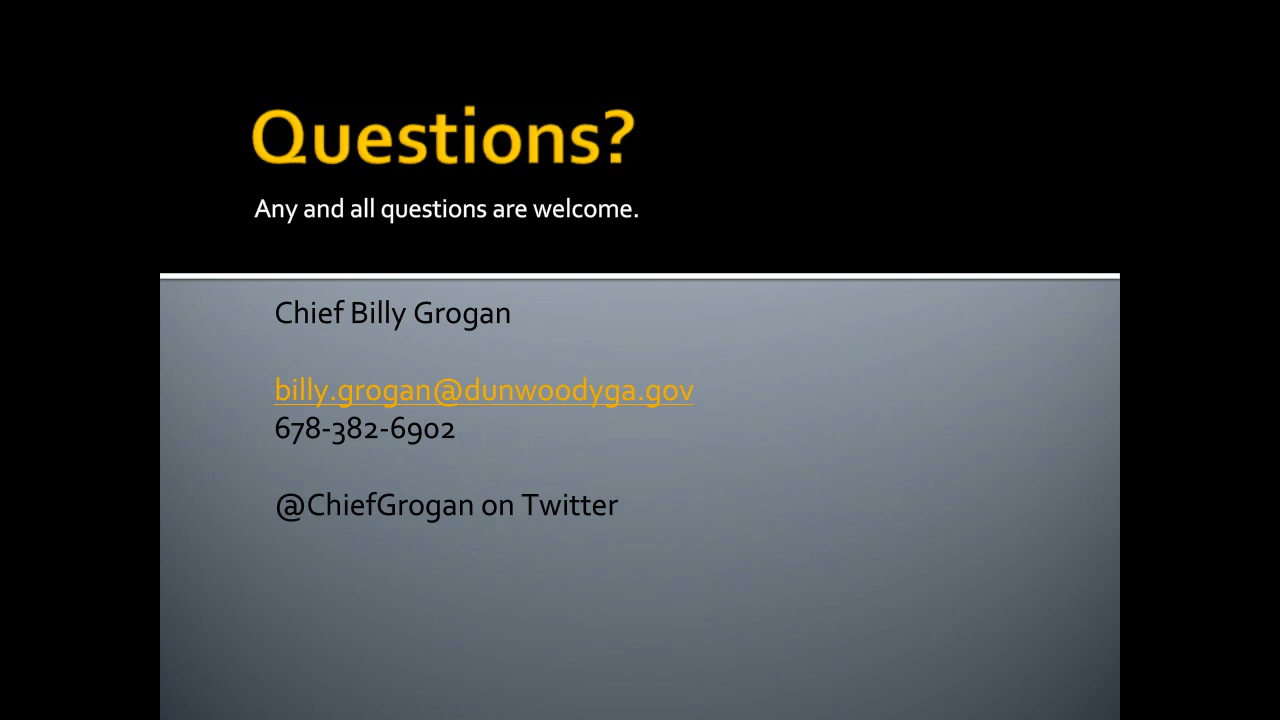 Questions?
Any and all questions are welcome.
Chief Billy Grogan
billy.grogan@dunwoodyga.gov
678-382-6902
@ChiefGrogan on Twitter